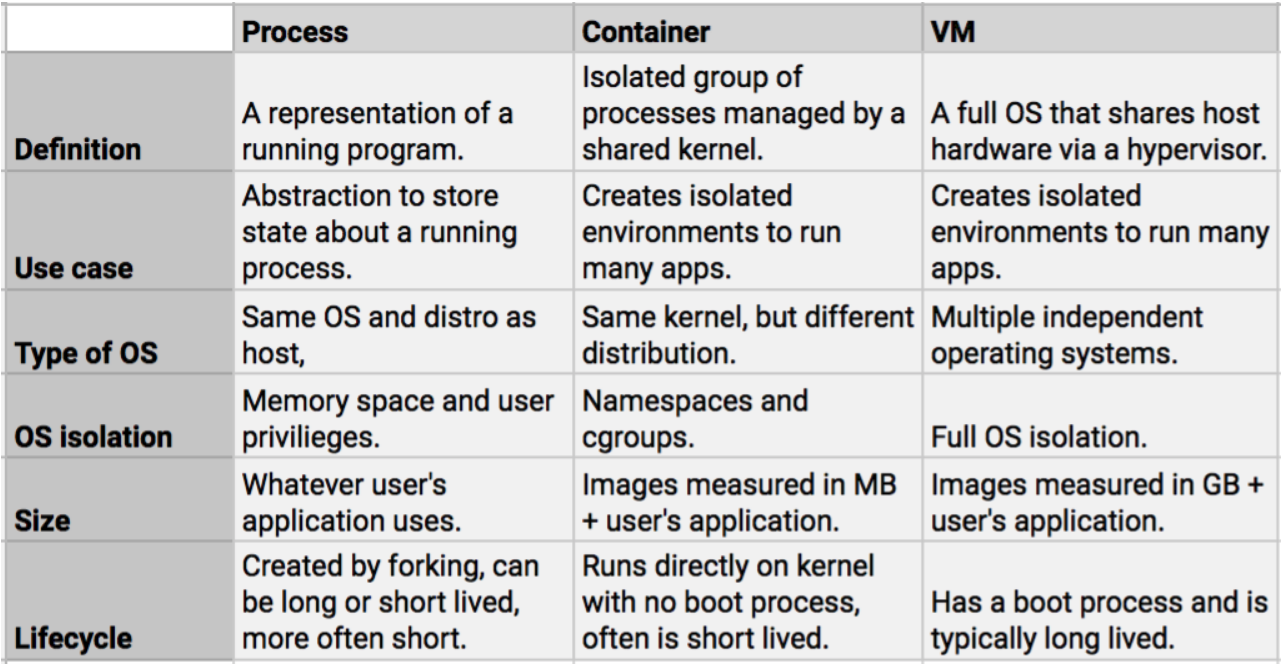 Process
Container
VM
Definition
A representation of a
running program.
Isolated group of
processes managed by a
shared kernel.
A full OS that shares host
hardware via a hypervisor.
Use case
Abstraction to store
state about a running
process.
Creates isolated
environments to run
many apps.
Creates isolated
environments to run many
apps.
Type of OS
Same OS and distro as
host,
Same kernel, but different
distribution.
Multiple independent
operating systems.
OS isolation
Memory space and user
privilieges.
Namespaces and
cgroups.
Full OS isolation.
Size
Whatever user's
application uses.
Images measured in MB
+ user's application.
Images measured in GB +
user's application.
Lifecycle
Created by forking, can
be long or short lived,
more often short.
Runs directly on kernel
with no boot process,
often is short lived.
Has a boot process and is
typically long lived.